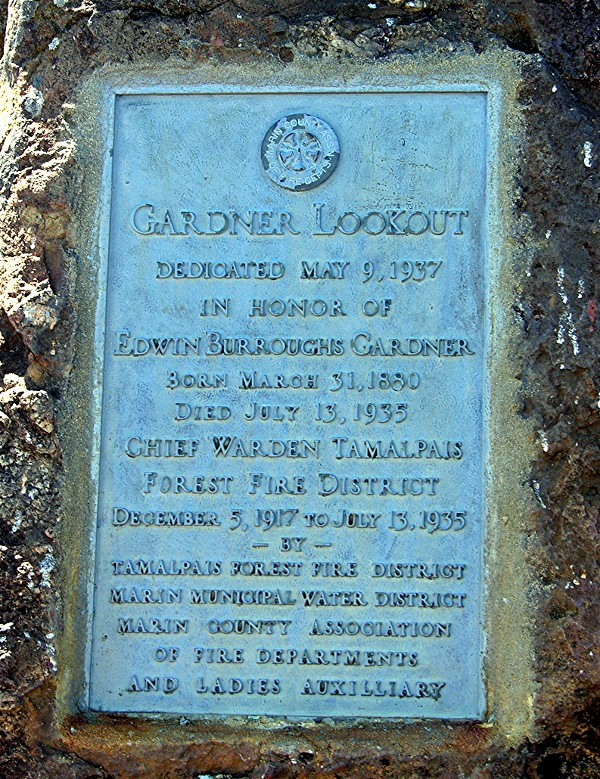 MARIN COUNTY
GARDNER LOOKOUT
DEDICATED MAY 9, 1937
IN HONOR OF
EDWIN BURROUGHS GARDNER
BORN MARCH 31, 1880
DIED JULY 13, 1935
CHIEF WARDEN TAMALPAIS
FOREST FIRE DISTRICT
DECEMBER 5, 1917 TO JULY 13, 1935
— BY —
TAMALPAIS FOREST FIRE DISTRICT
MARIN MUNICIPAL WATER DISTRICT
MARIN COUNTY ASSOCIATION
OF FIRE DEPARTMENTS
AND LADIES AUXILLIARY